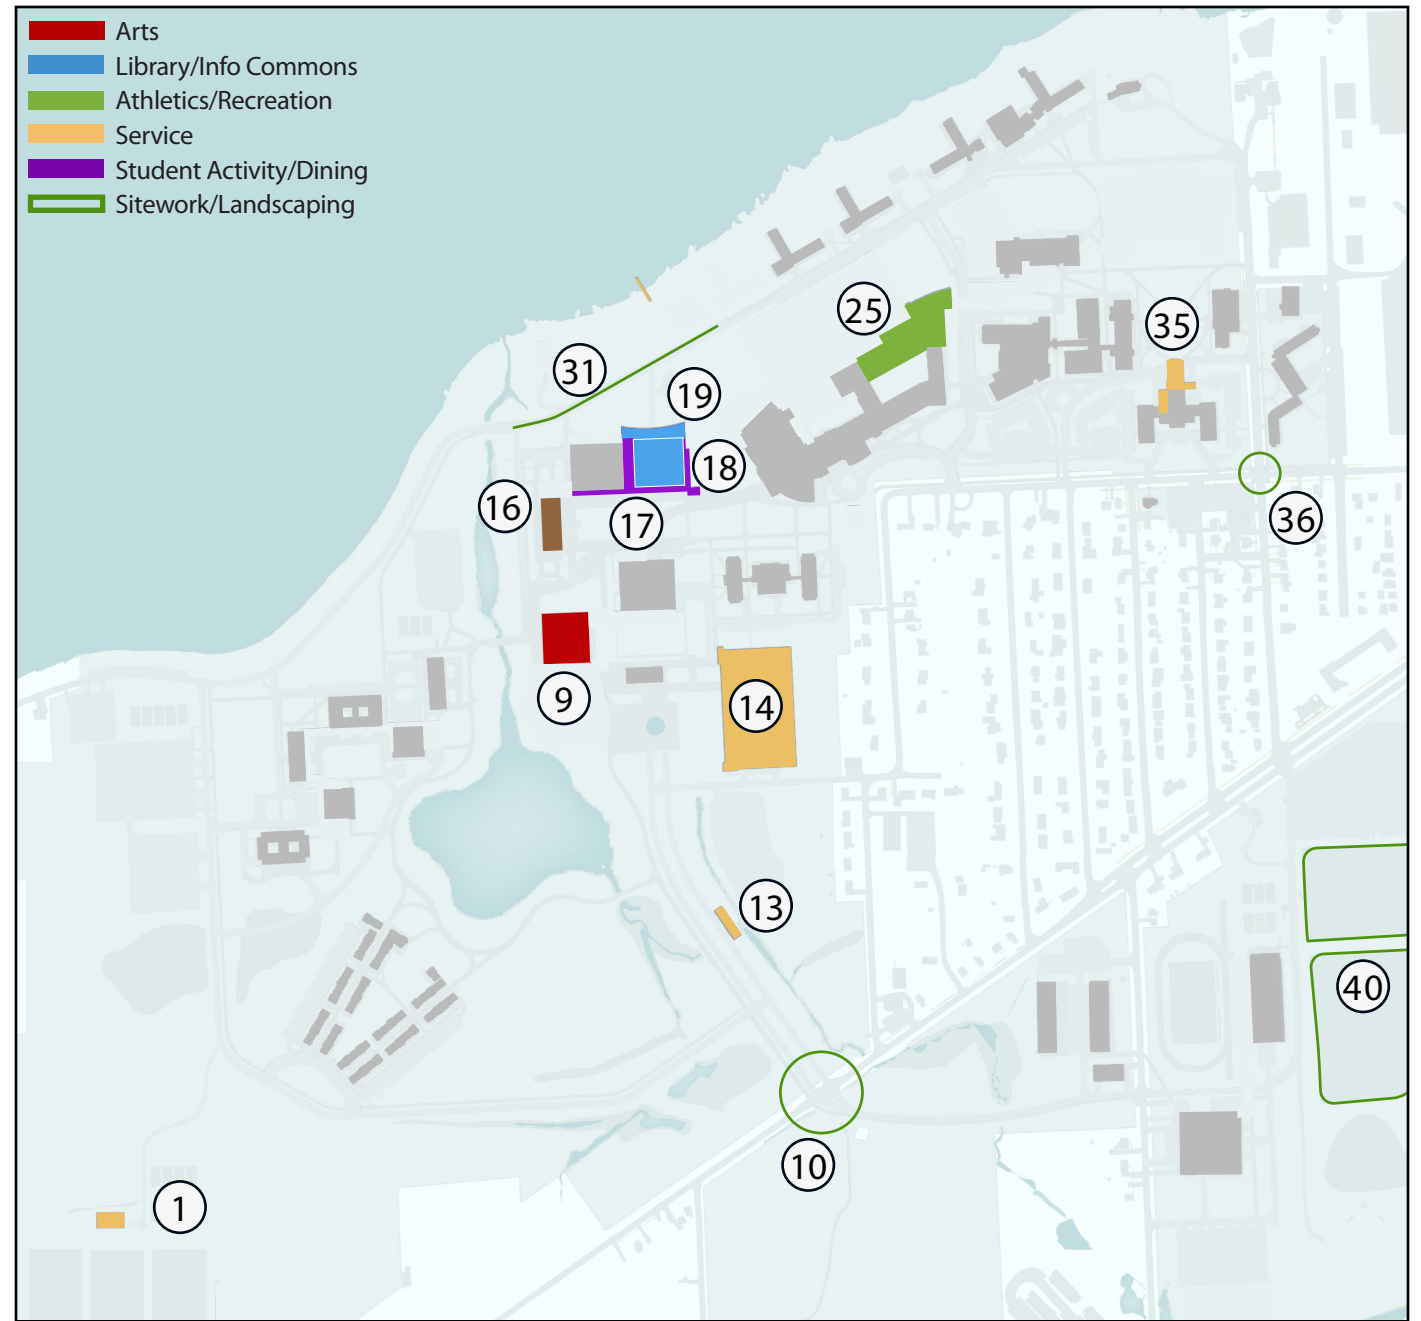 Arts
Library/Info Commons
Athletics/Recreation
Service
Student Activity/Dining
Sitework/Landscaping
25
35
31
19
18
16
17
36
9
14
13
40
10
1